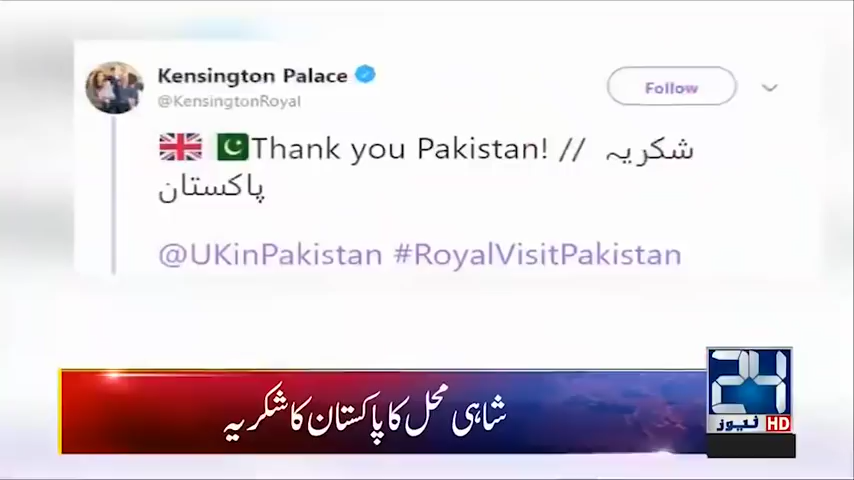 Kensington Palace
@KensingtonRoyal
Follow
🇬🇧 🇵🇰Thank you Pakistan! // شکریہ
پاکستان
@UKinPakistan #RoyalVisitPakistan
شاہی محل کا پاکستان کا شکریہ
24
نیوز HD